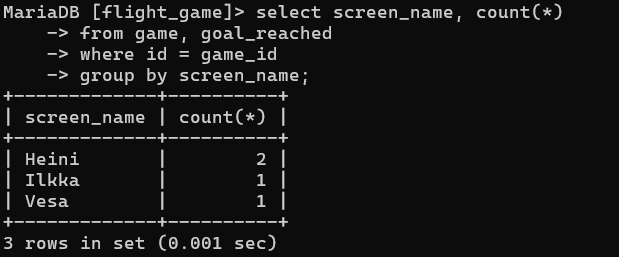 MariaDB [flight_game]> select screen_name, count(*)
    -> from game, goal_reached
    -> where id = game_id
    -> group by screen_name;
+-------------+----------+
| screen_name | count(*) |
+-------------+----------+
| Heini       |        2 |
| Ilkka       |        1 |
| Vesa        |        1 |
+-------------+----------+
3 rows in set (0.001 sec)